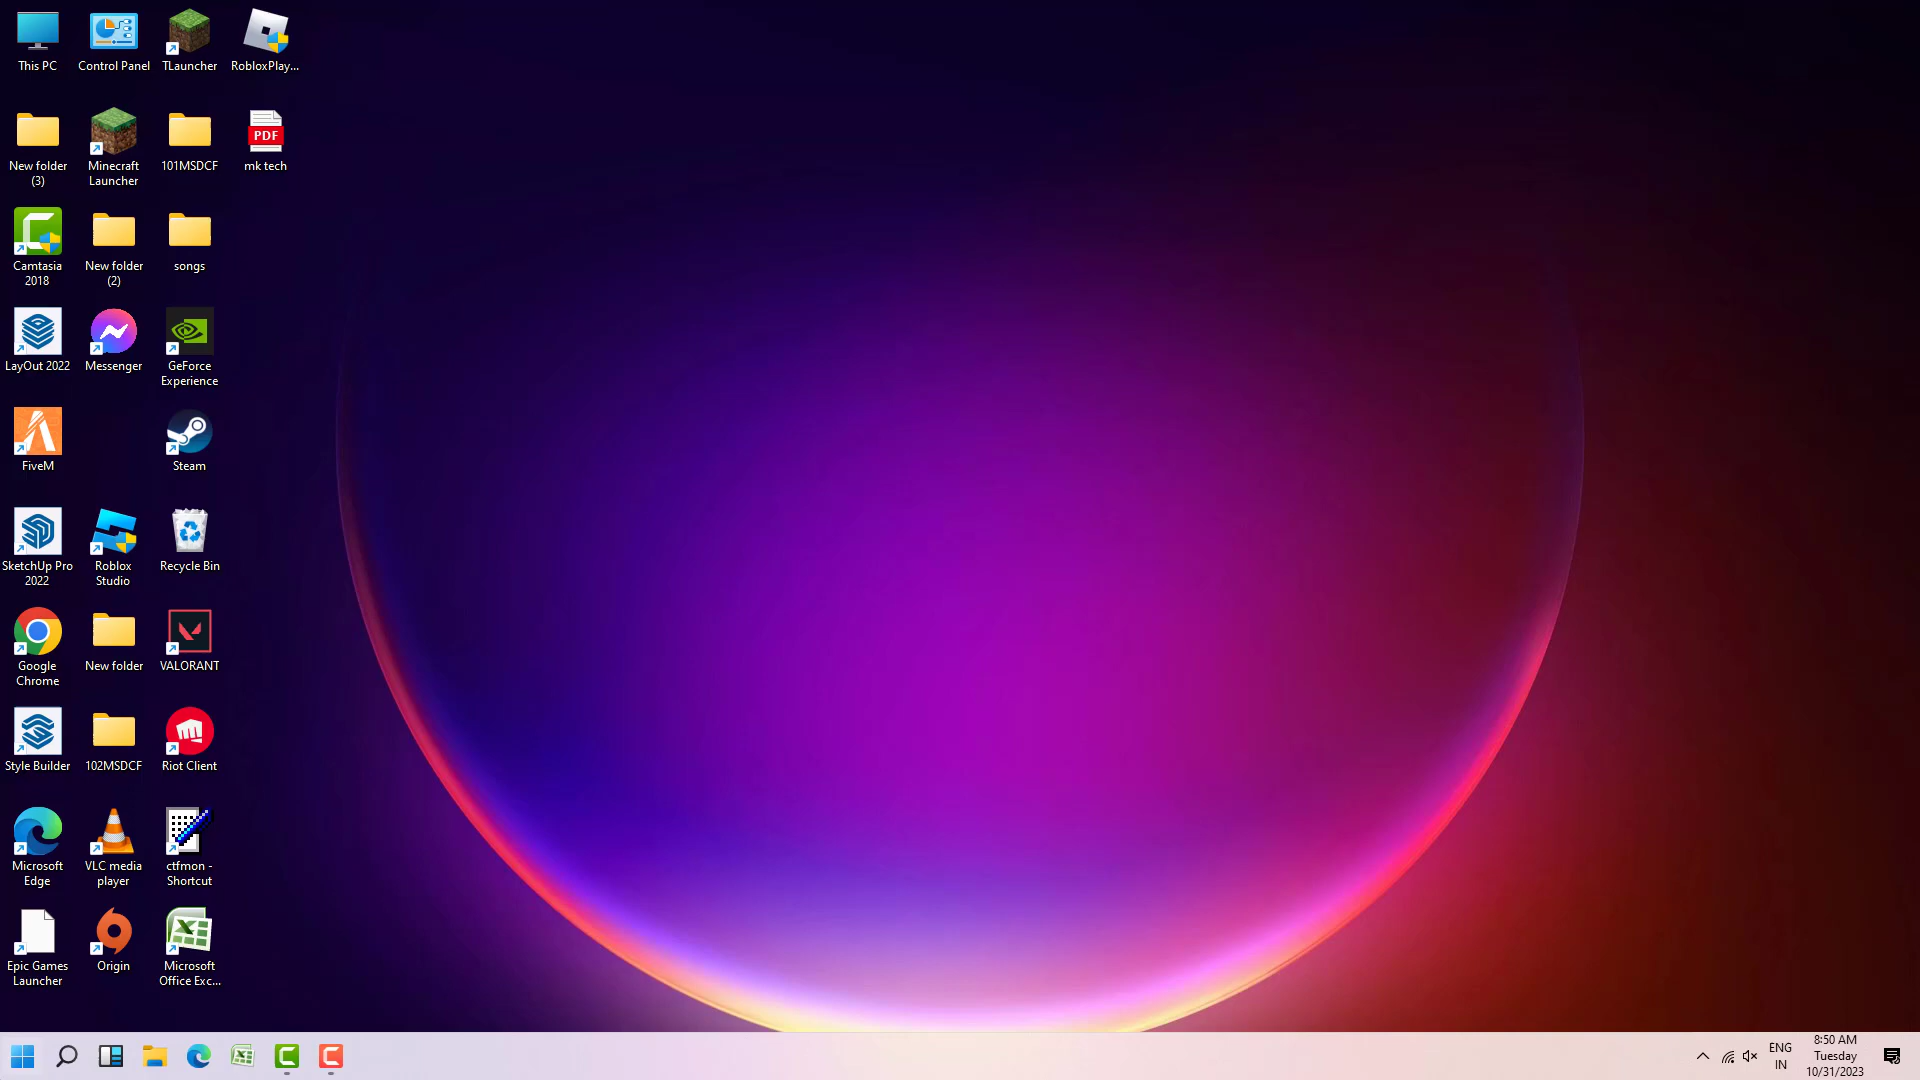 This PC
Control Panel
TLauncher
RobloxPlay...
New folder
(3)
Minecraft
Launcher
101MSDCF
PDF
mk tech
Camtasia
2018
New folder
(2)
songs
LayOut 2022
Messenger
GeForce
Experience
FiveM
Steam
SketchUp Pro
2022
Roblox
Studio
Recycle Bin
Google
Chrome
New folder
VALORANT
Style Builder
102MSDCF
Riot Client
Microsoft
Edge
VLC media
player
ctfmon -
Shortcut
Epic Games
Launcher
Origin
Microsoft
Office Exc...
ENG
IN
8:50 AM
Tuesday
10/31/2023